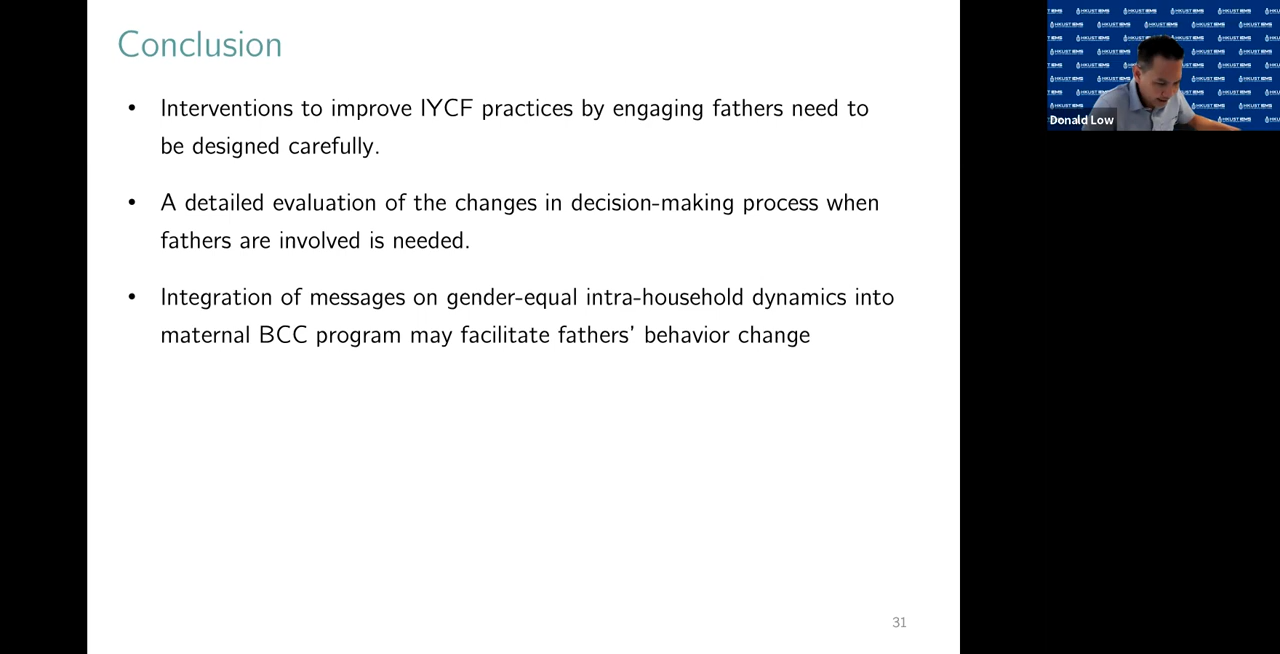 Conclusion
• Interventions to improve IYCF practices by engaging fathers need to
be designed carefully.
• A detailed evaluation of the changes in decision-making process when
fathers are involved is needed.
• Integration of messages on gender-equal intra-household dynamics into
maternal BCC program may facilitate fathers' behavior change
31
HKUST IEMS
Donald Low